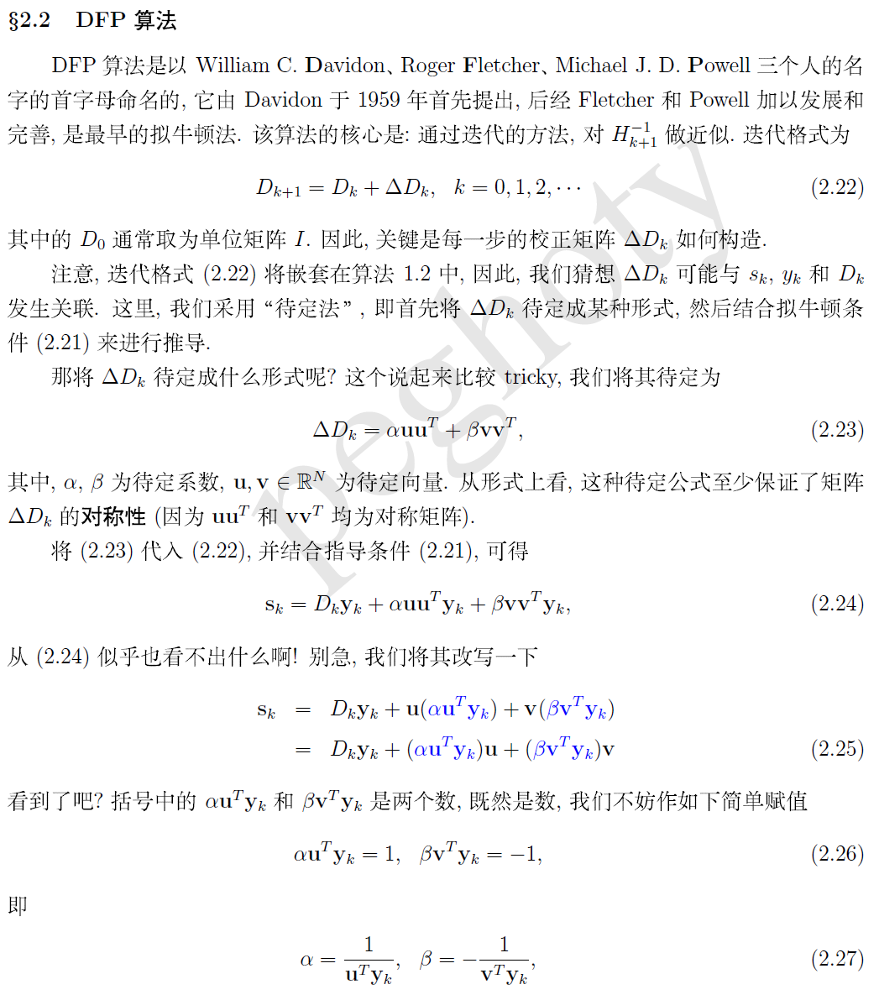 §2.2 DFP 算法
DFP 算法是以 William C. Davidon、Roger Fletcher、Michael J. D. Powell 三个人的名
字的首字母命名的, 它由 Davidon 于 1959 年首先提出, 后经 Fletcher 和 Powell 加以发展和
完善, 是最早的拟牛顿法. 该算法的核心是: 通过迭代的方法, 对 $H_{k+1}^{-1}$ 做近似. 迭代格式为
$D_{k+1} = D_k + \Delta D_k, \quad k = 0, 1, 2, \cdots$ (2.22)
其中的 $D_0$ 通常取为单位矩阵 $I$. 因此, 关键是每一步的校正矩阵 $\Delta D_k$ 如何构造.
注意, 迭代格式 (2.22) 将嵌套在算法 1.2 中, 因此, 我们猜想 $\Delta D_k$ 可能与 $s_k$, $y_k$ 和 $D_k$
发生关联. 这里, 我们采用 “待定法”, 即首先将 $\Delta D_k$ 待定成某种形式, 然后结合拟牛顿条
件 (2.21) 来进行推导.
那将 $\Delta D_k$ 待定成什么形式呢? 这个说起来比较 tricky, 我们将其待定为
$\Delta D_k = \alpha \mathbf{u}\mathbf{u}^T + \beta \mathbf{v}\mathbf{v}^T,$ (2.23)
其中, $\alpha$, $\beta$ 为待定系数, $\mathbf{u}, \mathbf{v} \in \mathbb{R}^N$ 为待定向量. 从形式上看, 这种待定公式至少保证了矩阵
$\Delta D_k$ 的对称性 (因为 $\mathbf{u}\mathbf{u}^T$ 和 $\mathbf{v}\mathbf{v}^T$ 均为对称矩阵).
将 (2.23) 代入 (2.22), 并结合指导条件 (2.21), 可得
$\mathbf{s}_k = D_k\mathbf{y}_k + \alpha \mathbf{u}\mathbf{u}^T\mathbf{y}_k + \beta \mathbf{v}\mathbf{v}^T\mathbf{y}_k,$ (2.24)
从 (2.24) 似乎也看不出什么啊! 别急, 我们将其改写一下
$\mathbf{s}_k = D_k\mathbf{y}_k + \mathbf{u}(\alpha \mathbf{u}^T\mathbf{y}_k) + \mathbf{v}(\beta \mathbf{v}^T\mathbf{y}_k)$
$= D_k\mathbf{y}_k + (\alpha \mathbf{u}^T\mathbf{y}_k)\mathbf{u} + (\beta \mathbf{v}^T\mathbf{y}_k)\mathbf{v}$ (2.25)
看到了吧? 括号中的 $\alpha \mathbf{u}^T\mathbf{y}_k$ 和 $\beta \mathbf{v}^T\mathbf{y}_k$ 是两个数, 既然是数, 我们不妨作如下简单赋值
$\alpha \mathbf{u}^T\mathbf{y}_k = 1, \quad \beta \mathbf{v}^T\mathbf{y}_k = -1,$ (2.26)
即
$\alpha = \frac{1}{\mathbf{u}^T\mathbf{y}_k}, \quad \beta = -\frac{1}{\mathbf{v}^T\mathbf{y}_k},$ (2.27)
peghoty